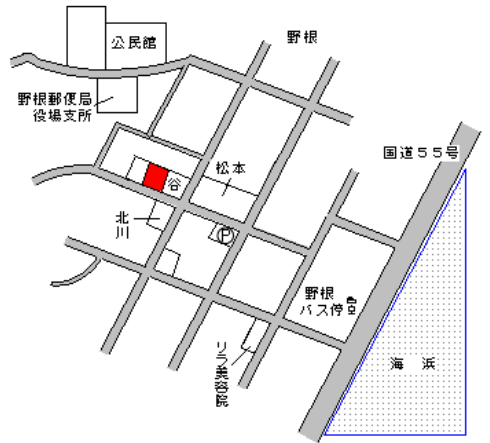 公民館
野根
野根郵便局
役場支所
国道５５号
松本
谷
北
川
Ⓟ
野根
バス停
リラ美容院
海浜